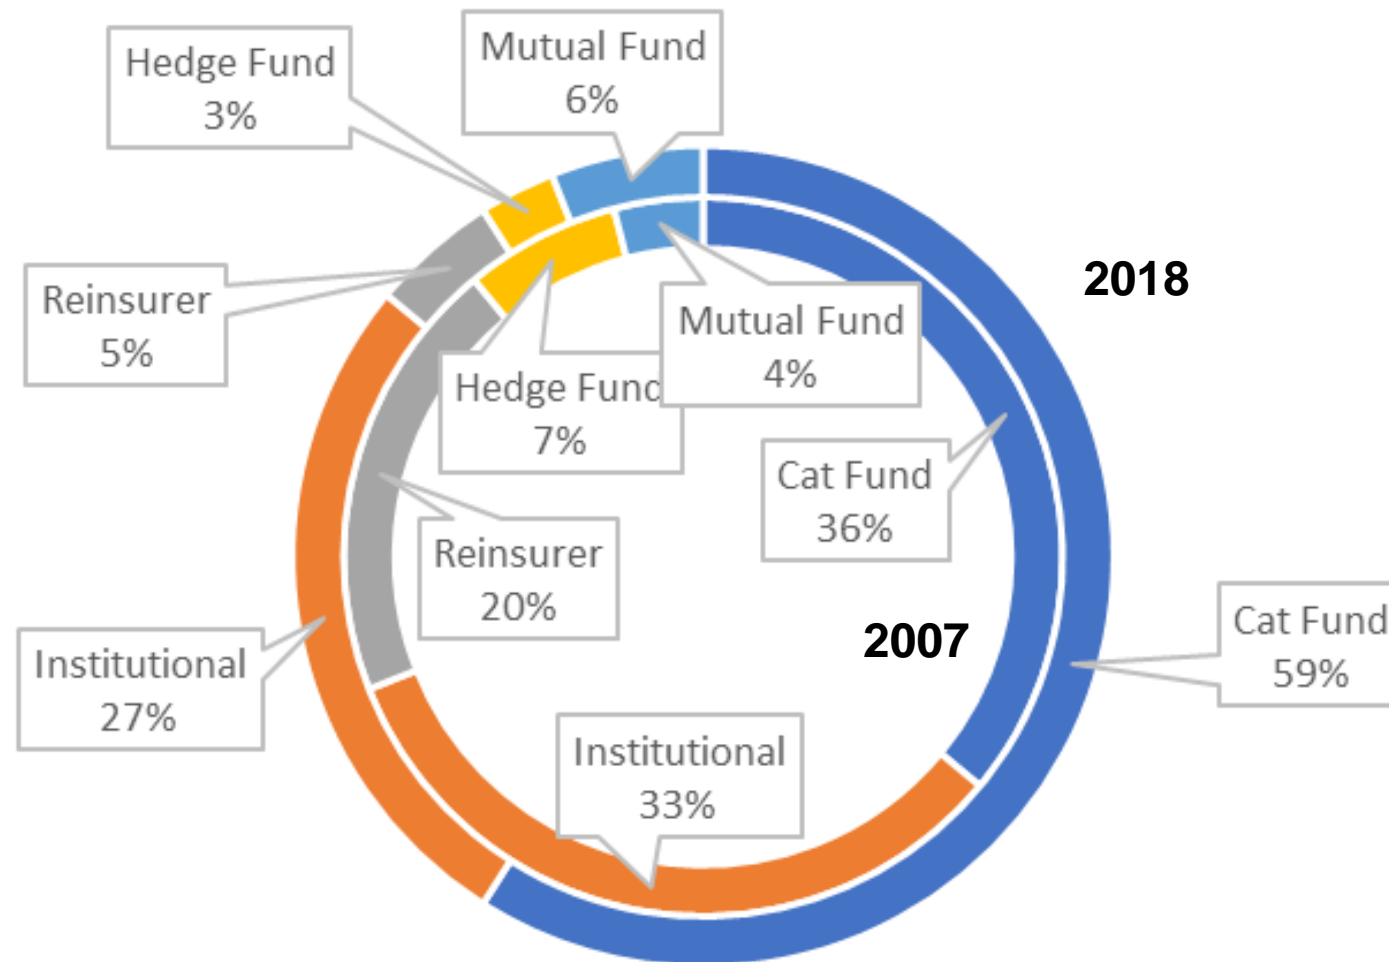 Mutual Fund
6%
Hedge Fund
3%
2018
Reinsurer
5%
Mutual Fund
4%
Hedge Fund
7%
Cat Fund
36%
Reinsurer
20%
Cat Fund
59%
2007
Institutional
27%
Institutional
33%